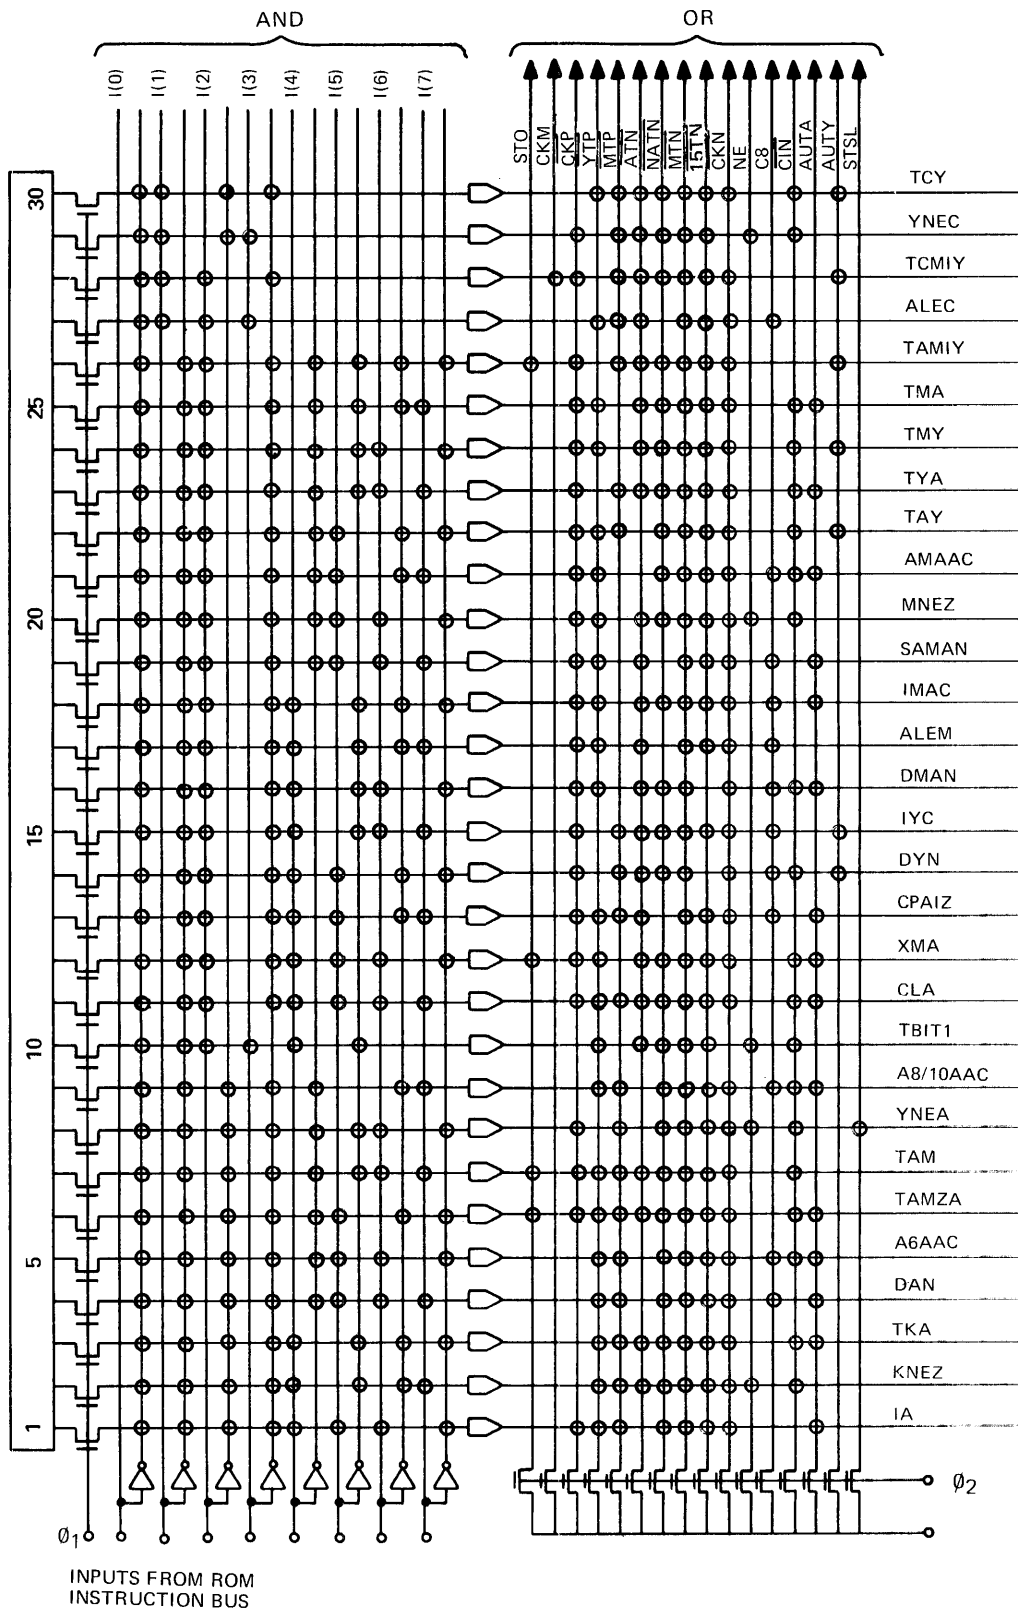 AND
OR
I(0)
I(1)
I(2)
I(3)
I(4)
I(5)
I(6)
I(7)
STO
CKM
CKP
YTP
MTP
ATN
NATN
MTN
15TN
CKN
NE
C8
CIN
AUTA
AUTY
STSL
30
TCY
YNEC
TCMIY
ALEC
TAMIY
25
TMA
TMY
TYA
TAY
AMAAC
20
MNEZ
SAMAN
IMAC
ALEM
DMAN
15
IYC
DYN
CPAIZ
XMA
CLA
10
TBIT1
A8/10AAC
YNEA
TAM
TAMZA
5
A6AAC
DAN
TKA
KNEZ
1
IA
Ø2
Ø1
INPUTS FROM ROM
INSTRUCTION BUS